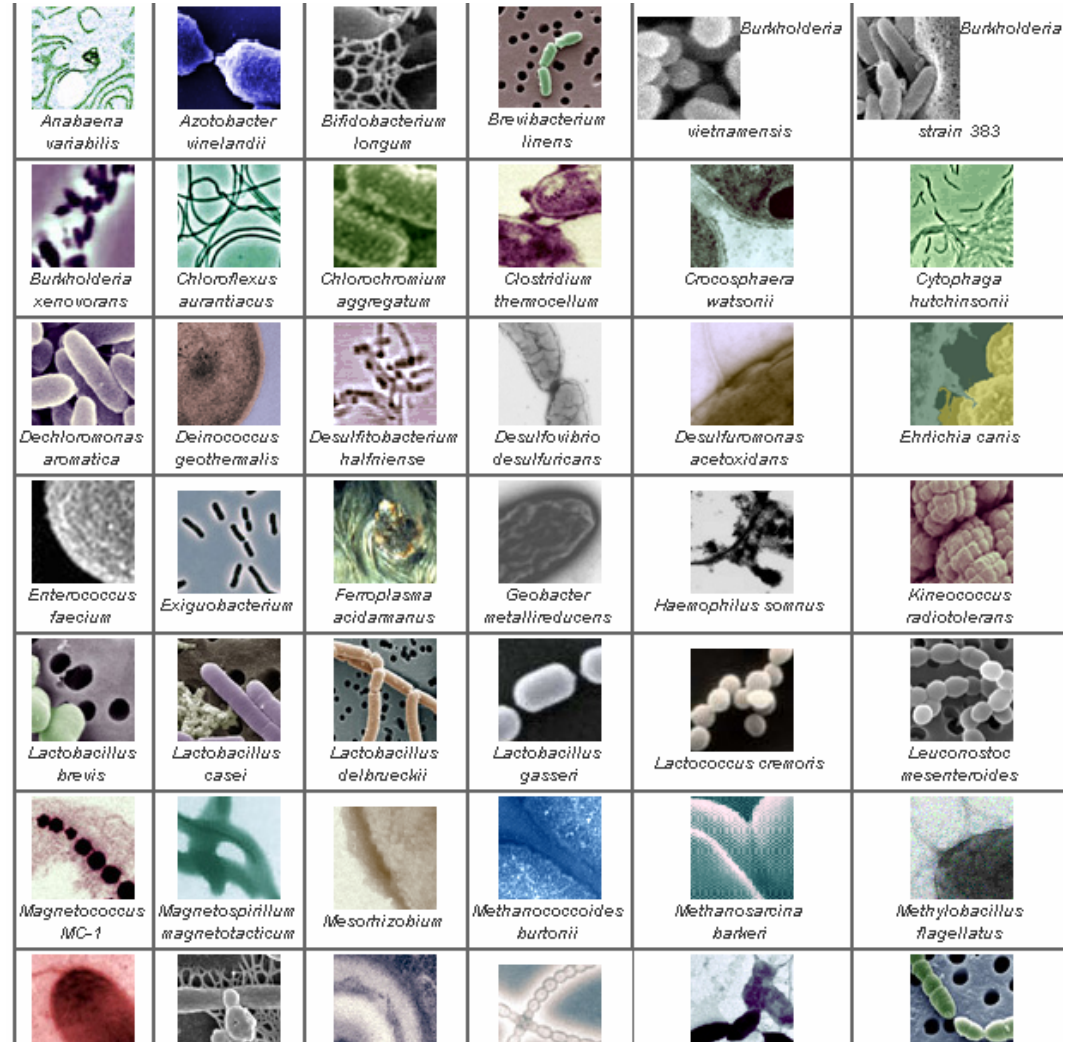 Anabaena
variabilis
Azotobacter
vinelandii
Bifidobacterium
longum
Brevibacterium
linens
Burkholderia
vietnamensis
Burkholderia
strain 383
Burkholderia
xenovorans
Chloroflexus
aurantiacus
Chlorochromium
aggregatum
Clostridium
thermocellum
Crocosphaera
watsonii
Cytophaga
hutchinsonii
Dechloromonas
aromatica
Deinococcus
geothermalis
Desulfitobacterium
halfniense
Desulfovibrio
desulfuricans
Desulfuromonas
acetoxidans
Ehrlichia canis
Enterococcus
faecium
Exiguobacterium
Ferroplasma
acidarmanus
Geobacter
metallireducens
Haemophilus somnus
Kineococcus
radiotolerans
Lactobacillus
brevis
Lactobacillus
casei
Lactobacillus
delbrueckii
Lactobacillus
gasseri
Lactococcus cremoris
Leuconostoc
mesenteroides
Magnetococcus
MC-1
Magnetospirillum
magnetotacticum
Mesorhizobium
Methanococcoides
burtonii
Methanosarcina
barkeri
Methylobacillus
flagellatus